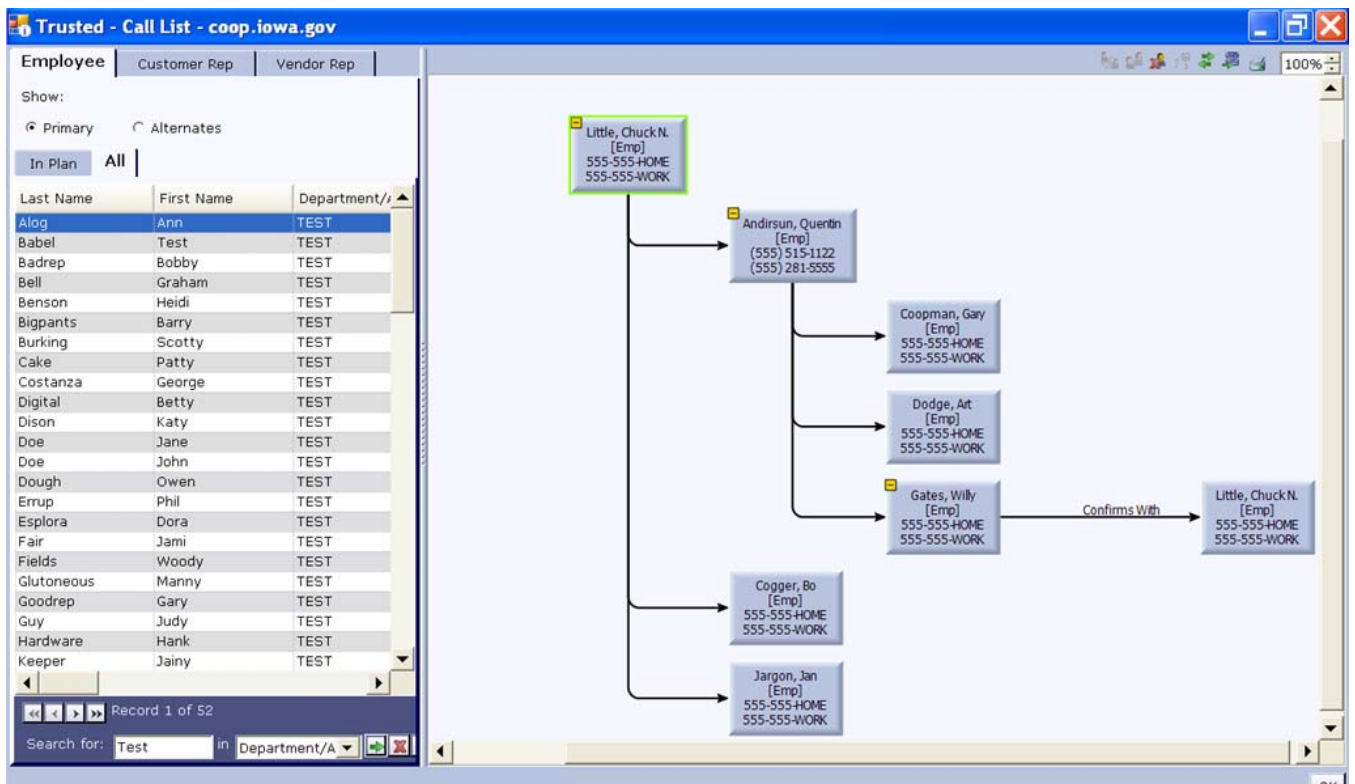 Trusted - Call List - coop.iowa.gov
Employee Customer Rep Vendor Rep
100%
Show:
Primary Alternates
In Plan All
Last Name First Name Department/
Alog Ann TEST
Babel Test TEST
Badrep Bobby TEST
Bell Graham TEST
Benson Heidi TEST
Bigpants Barry TEST
Burking Scotty TEST
Cake Patty TEST
Costanza George TEST
Digital Betty TEST
Dison Katy TEST
Doe Jane TEST
Doe John TEST
Dough Owen TEST
Errup Phil TEST
Esplora Dora TEST
Fair Jami TEST
Fields Woody TEST
Glutoneous Manny TEST
Goodrep Gary TEST
Guy Judy TEST
Hardware Hank TEST
Keeper Jainy TEST
Record 1 of 52
Search for: Test in Department/A
Little, Chuck N.
[Emp]
555-555-HOME
555-555-WORK
Andirsun, Quentin
[Emp]
(555) 515-1122
(555) 281-5555
Coopman, Gary
[Emp]
555-555-HOME
555-555-WORK
Dodge, Art
[Emp]
555-555-HOME
555-555-WORK
Gates, Willy
[Emp]
555-555-HOME
555-555-WORK
Confirms With
Little, Chuck N.
[Emp]
555-555-HOME
555-555-WORK
Cogger, Bo
[Emp]
555-555-HOME
555-555-WORK
Jargon, Jan
[Emp]
555-555-HOME
555-555-WORK